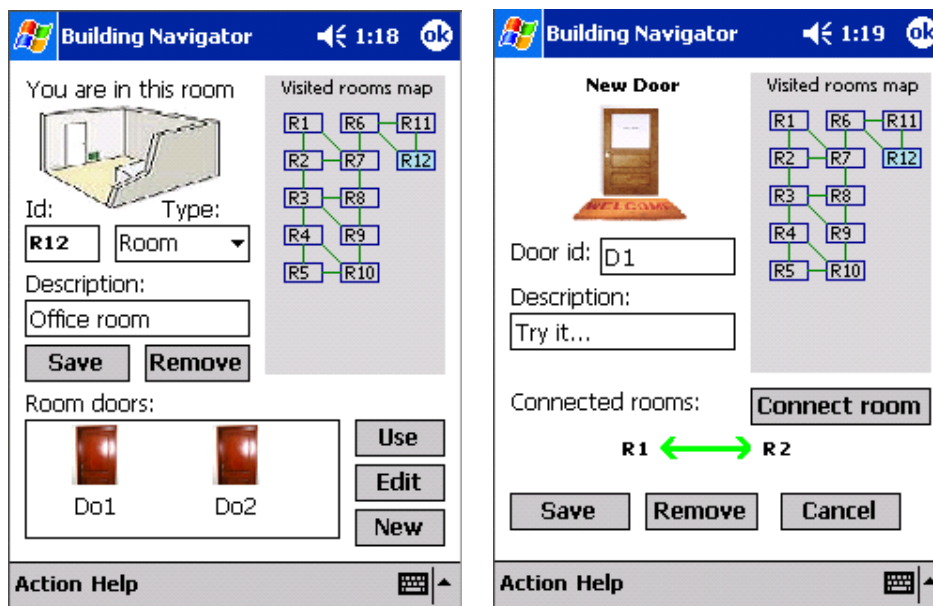 Building Navigator 1:18 ok
You are in this room
Visited rooms map
R1 R6 R11
R2 R7 R12
R3 R8
R4 R9
R5 R10
Id: Type:
R12 Room
Description:
Office room
Save Remove
Room doors:
Do1 Do2
Use
Edit
New
Action Help
Building Navigator 1:19 ok
New Door
WELCOME
Visited rooms map
R1 R6 R11
R2 R7 R12
R3 R8
R4 R9
R5 R10
Door id: D1
Description:
Try it...
Connected rooms: Connect room
R1 R2
Save Remove Cancel
Action Help